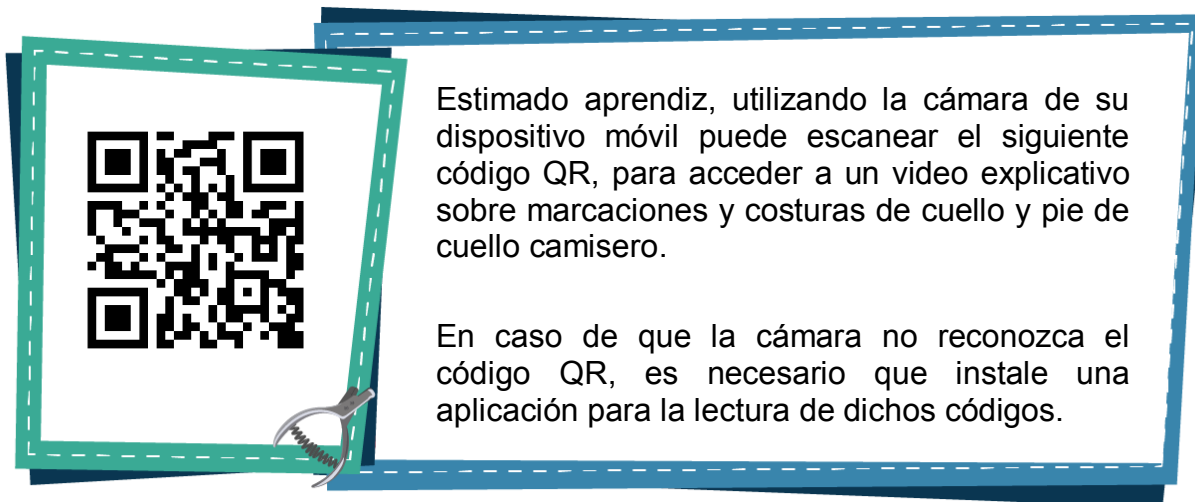 Estimado aprendiz, utilizando la cámara de su
dispositivo móvil puede escanear el siguiente
código QR, para acceder a un video explicativo
sobre marcaciones y costuras de cuello y pie de
cuello camisero.
En caso de que la cámara no reconozca el
código QR, es necesario que instale una
aplicación para la lectura de dichos códigos.